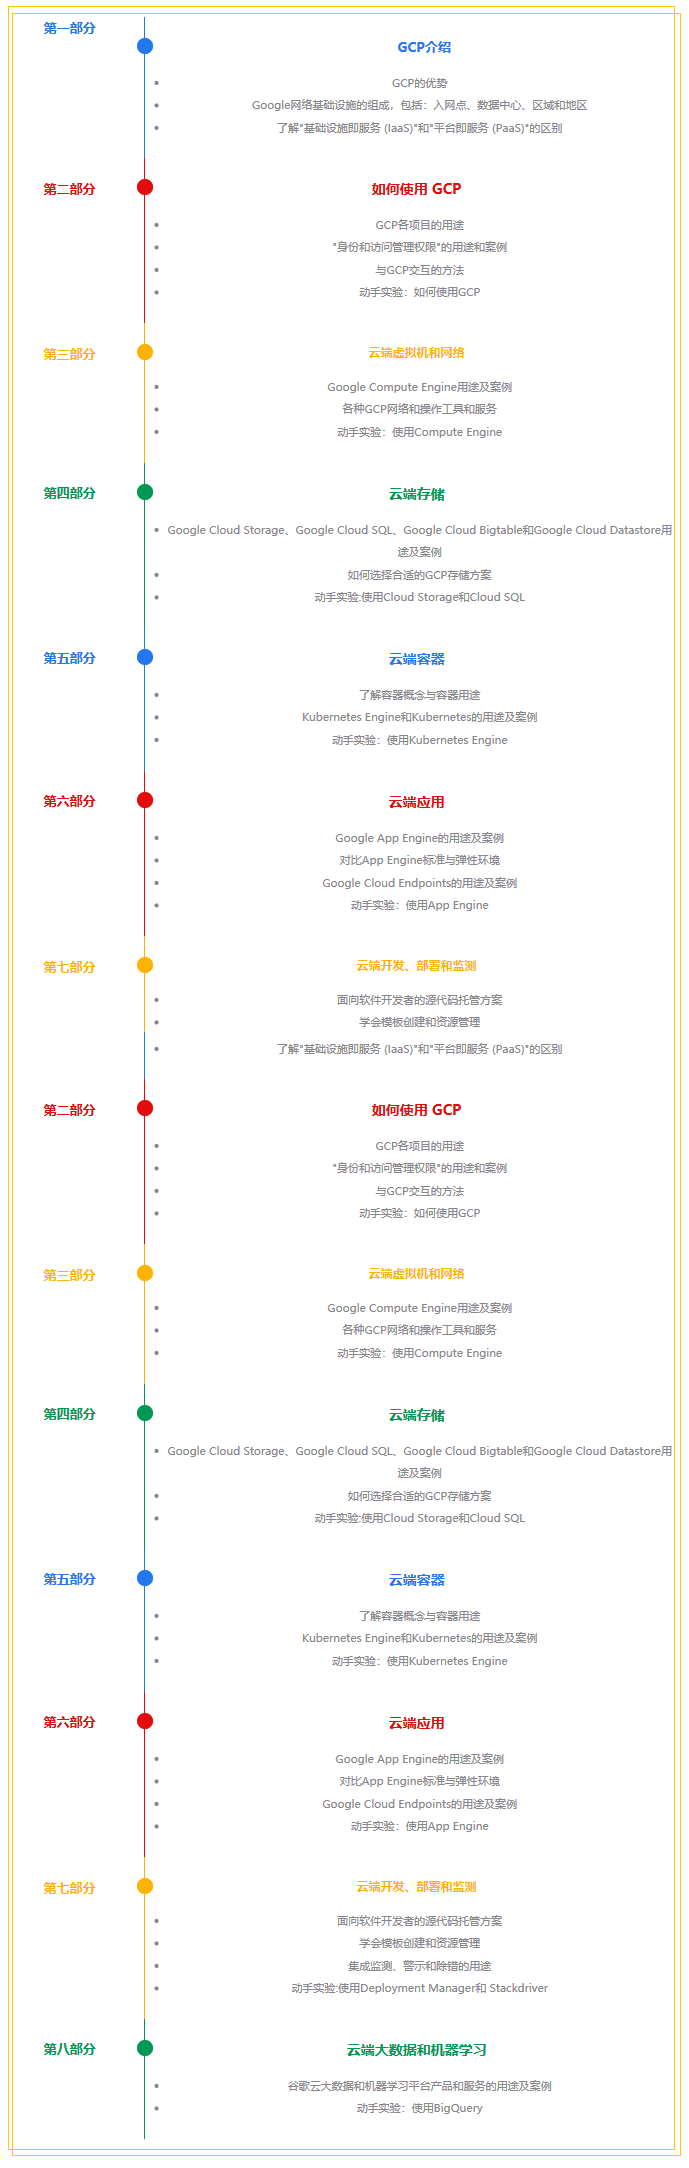 第一部分
GCP介绍
GCP的优势
Google网络基础设施的组成，包括：入网点、数据中心、区域和地区
了解"基础设施即服务 (IaaS)"和"平台即服务 (PaaS)"的区别
第二部分
如何使用 GCP
GCP各项目的用途
"身份和访问管理权限"的用途和案例
与GCP交互的方法
动手实验：如何使用GCP
第三部分
云端虚拟机和网络
Google Compute Engine用途及案例
各种GCP网络和操作工具和服务
动手实验：使用Compute Engine
第四部分
云端存储
Google Cloud Storage、Google Cloud SQL、Google Cloud Bigtable和Google Cloud Datastore用
途及案例
如何选择合适的GCP存储方案
动手实验:使用Cloud Storage和Cloud SQL
第五部分
云端容器
了解容器概念与容器用途
Kubernetes Engine和Kubernetes的用途及案例
动手实验：使用Kubernetes Engine
第六部分
云端应用
Google App Engine的用途及案例
对比App Engine标准与弹性环境
Google Cloud Endpoints的用途及案例
动手实验：使用App Engine
第七部分
云端开发、部署和监测
面向软件开发者的源代码托管方案
学会模板创建和资源管理
了解"基础设施即服务 (IaaS)"和"平台即服务 (PaaS)"的区别
第二部分
如何使用 GCP
GCP各项目的用途
"身份和访问管理权限"的用途和案例
与GCP交互的方法
动手实验：如何使用GCP
第三部分
云端虚拟机和网络
Google Compute Engine用途及案例
各种GCP网络和操作工具和服务
动手实验：使用Compute Engine
第四部分
云端存储
Google Cloud Storage、Google Cloud SQL、Google Cloud Bigtable和Google Cloud Datastore用
途及案例
如何选择合适的GCP存储方案
动手实验:使用Cloud Storage和Cloud SQL
第五部分
云端容器
了解容器概念与容器用途
Kubernetes Engine和Kubernetes的用途及案例
动手实验：使用Kubernetes Engine
第六部分
云端应用
Google App Engine的用途及案例
对比App Engine标准与弹性环境
Google Cloud Endpoints的用途及案例
动手实验：使用App Engine
第七部分
云端开发、部署和监测
面向软件开发者的源代码托管方案
学会模板创建和资源管理
集成监测、警示和除错的用途
动手实验:使用Deployment Manager和 Stackdriver
第八部分
云端大数据和机器学习
谷歌云大数据和机器学习平台产品和服务的用途及案例
动手实验：使用BigQuery